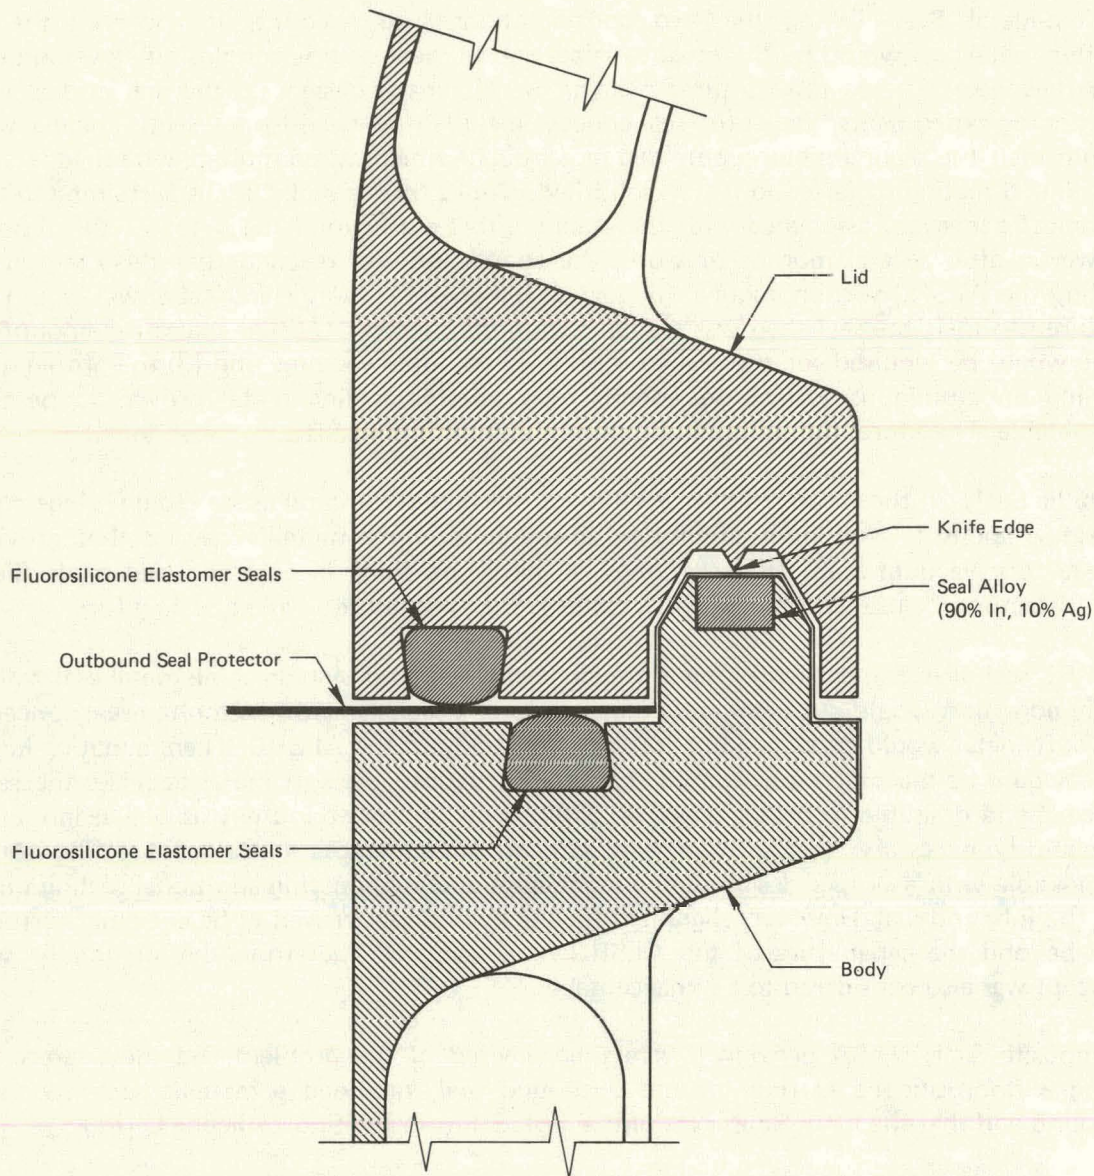 Lid
Knife Edge
Fluorosilicone Elastomer Seals
Seal Alloy
(90% In, 10% Ag)
Outbound Seal Protector
Fluorosilicone Elastomer Seals
Body